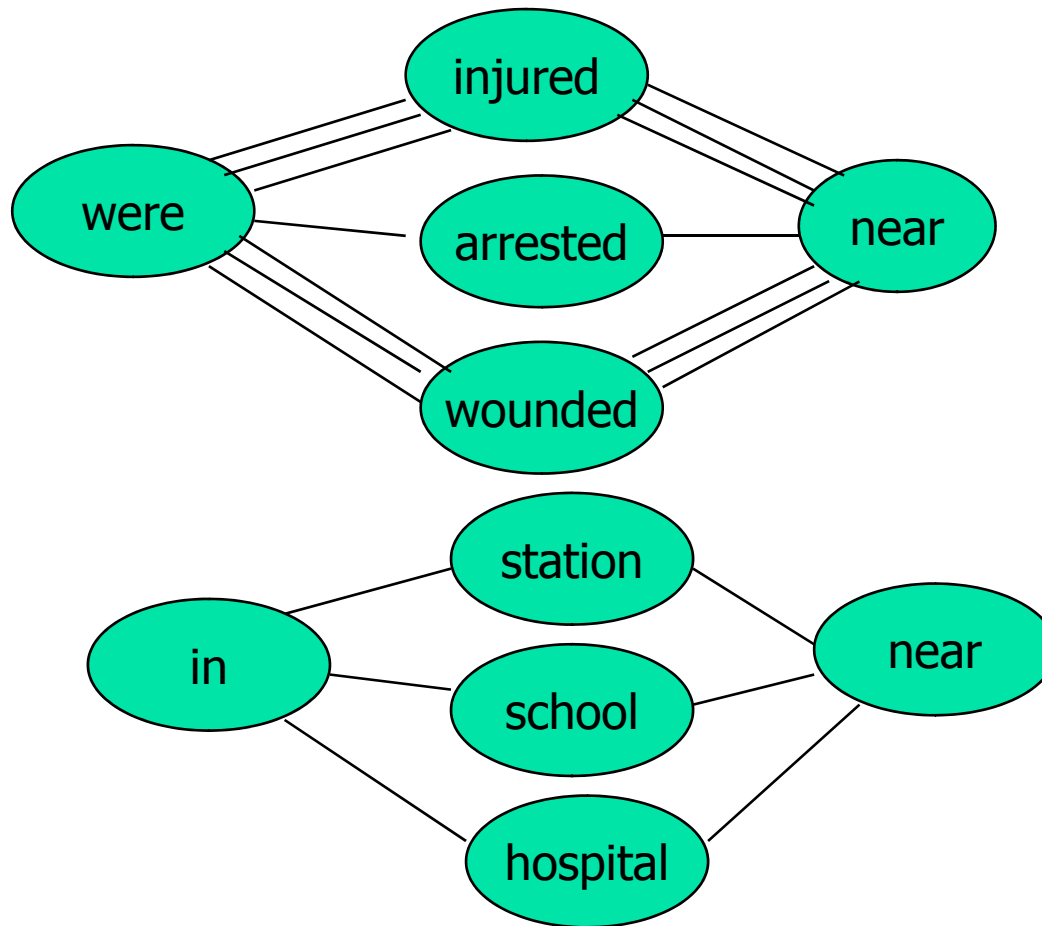 injured
were
arrested
near
wounded
station
in
near
school
hospital